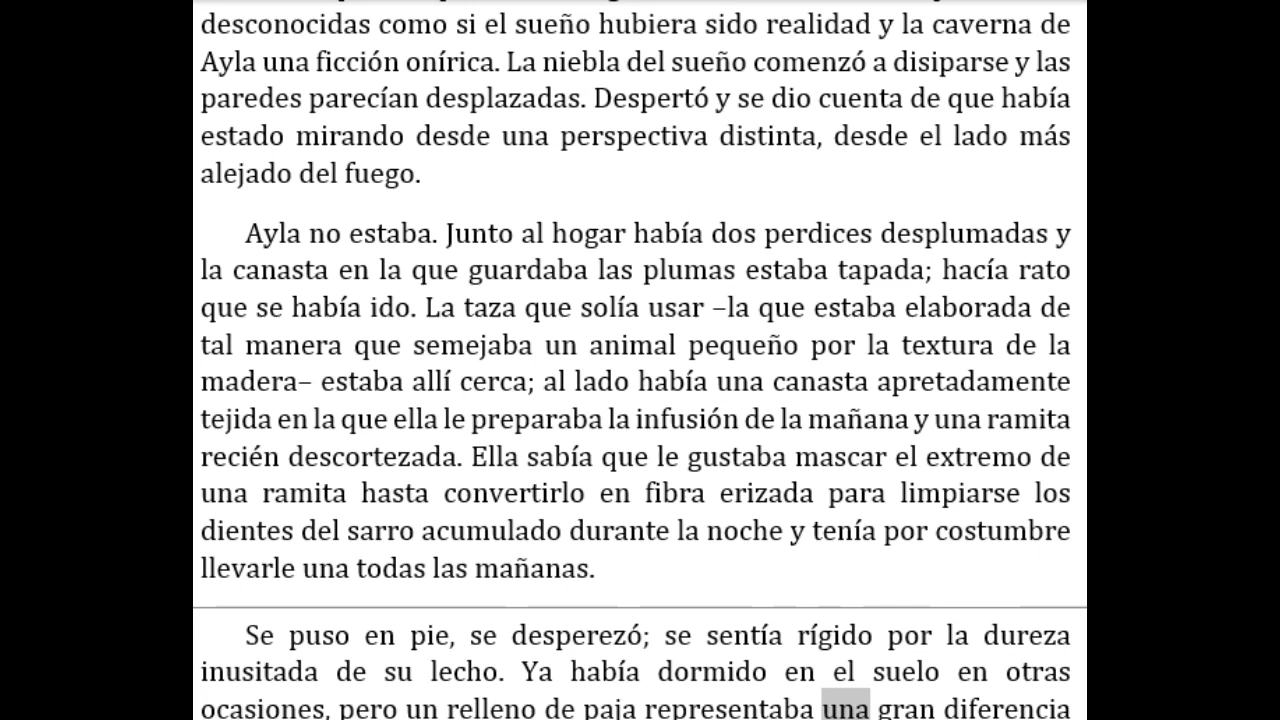 desconocidas como si el sueño hubiera sido realidad y la caverna de
Ayla una ficción onírica. La niebla del sueño comenzó a disiparse y las
paredes parecían desplazadas. Despertó y se dio cuenta de que había
estado mirando desde una perspectiva distinta, desde el lado más
alejado del fuego.
Ayla no estaba. Junto al hogar había dos perdices desplumadas y
la canasta en la que guardaba las plumas estaba tapada; hacía rato
que se había ido. La taza que solía usar –la que estaba elaborada de
tal manera que semejaba un animal pequeño por la textura de la
madera– estaba allí cerca; al lado había una canasta apretadamente
tejida en la que ella le preparaba la infusión de la mañana y una ramita
recién descortezada. Ella sabía que le gustaba mascar el extremo de
una ramita hasta convertirlo en fibra erizada para limpiarse los
dientes del sarro acumulado durante la noche y tenía por costumbre
llevarle una todas las mañanas.
Se puso en pie, se desperezó; se sentía rígido por la dureza
inusitada de su lecho. Ya había dormido en el suelo en otras
ocasiones, pero un relleno de paja representaba una gran diferencia